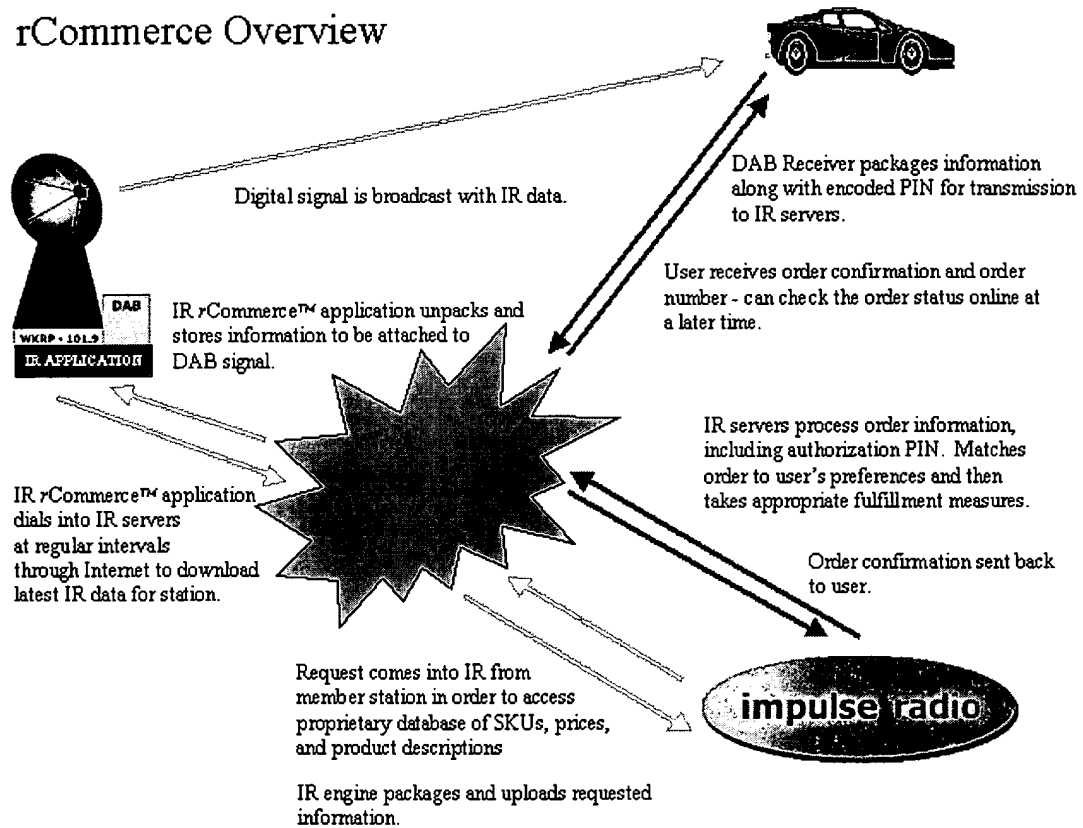 rCommerce Overview
Digital signal is broadcast with IR data.
DAB Receiver packages information
along with encoded PIN for transmission
to IR servers.
User receives order confirmation and order
number - can check the order status online at
a later time.
DAB
WKRP - 101.9
IR APPLICATION
IR rCommerce™ application unpacks and
stores information to be attached to
DAB signal.
IR servers process order information,
including authorization PIN. Matches
order to user's preferences and then
takes appropriate fulfillment measures.
IR rCommerce™ application
dials into IR servers
at regular intervals
through Internet to download
latest IR data for station.
Order confirmation sent back
to user.
Request comes into IR from
member station in order to access
proprietary database of SKUs, prices,
and product descriptions
impulse radio
IR engine packages and uploads requested
information.